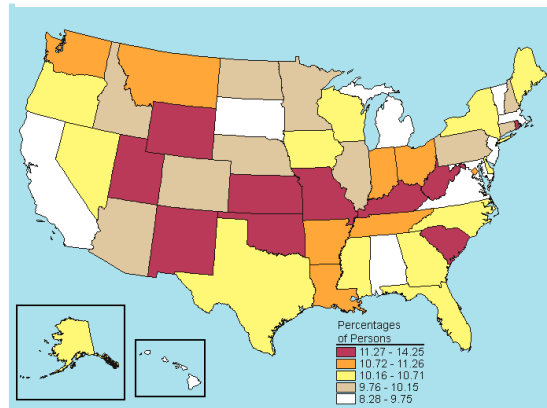 Percentages
of Persons
11.27 - 14.25
10.72 - 11.26
10.16 - 10.71
9.76 - 10.15
8.28 - 9.75